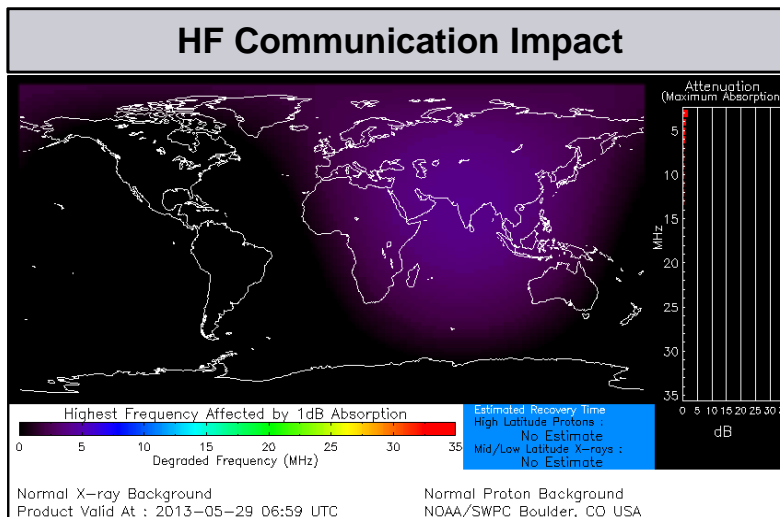 HF Communication Impact
Attenuation
(Maximum Absorption
5
10
15
20
25
30
35
MHz
0 5 10 15 20 25 30 3
dB
Highest Frequency Affected by 1dB Absorption
0 5 10 15 20 25 30 35
Degraded Frequency (MHz)
Estimated Recovery Time
High Latitude Protons :
No Estimate
Mid/Low Latitude X-rays :
No Estimate
Normal X-ray Background
Product Valid At : 2013-05-29 06:59 UTC
Normal Proton Background
NOAA/SWPC Boulder, CO USA